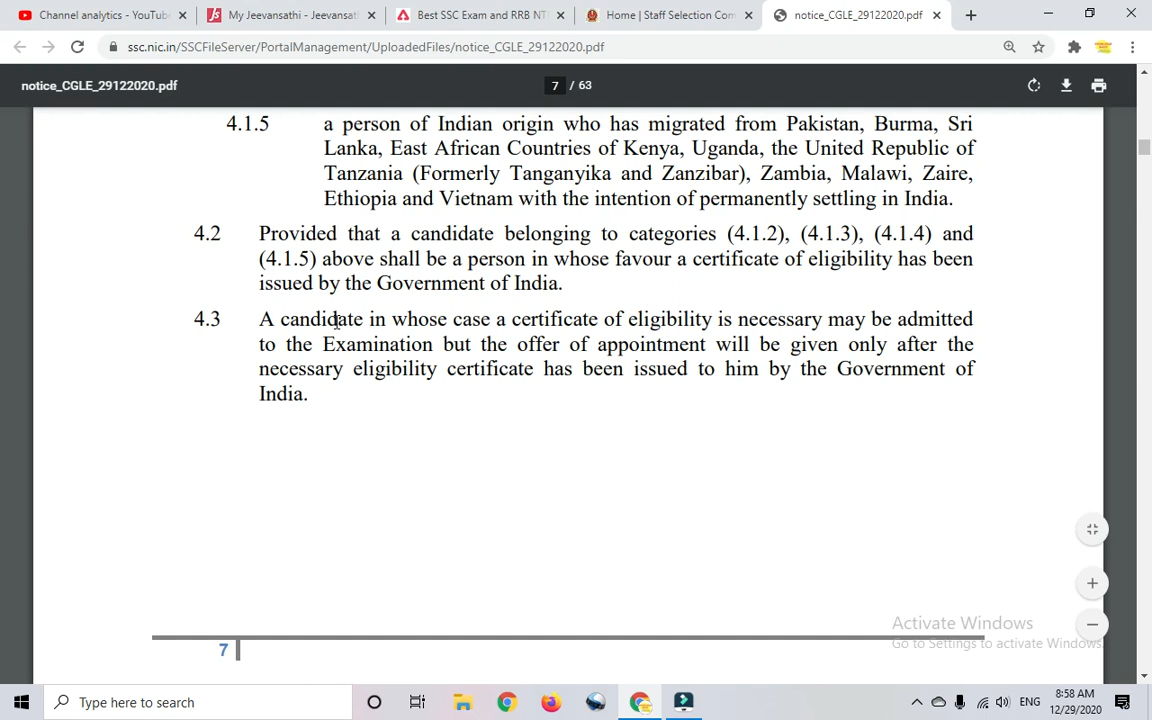 Channel analytics - YouTube
My Jeevansathi - Jeevansat
Best SSC Exam and RRB NT
Home | Staff Selection Com
notice_CGLE_29122020.pdf
ssc.nic.in/SSCFileServer/PortalManagement/UploadedFiles/notice_CGLE_29122020.pdf
notice_CGLE_29122020.pdf
7 / 63
4.1.5 a person of Indian origin who has migrated from Pakistan, Burma, Sri
Lanka, East African Countries of Kenya, Uganda, the United Republic of
Tanzania (Formerly Tanganyika and Zanzibar), Zambia, Malawi, Zaire,
Ethiopia and Vietnam with the intention of permanently settling in India.
4.2 Provided that a candidate belonging to categories (4.1.2), (4.1.3), (4.1.4) and
(4.1.5) above shall be a person in whose favour a certificate of eligibility has been
issued by the Government of India.
4.3 A candidate in whose case a certificate of eligibility is necessary may be admitted
to the Examination but the offer of appointment will be given only after the
necessary eligibility certificate has been issued to him by the Government of
India.
Activate Windows
Go to Settings to activate Windows.
7
Type here to search
ENG
8:58 AM
12/29/2020